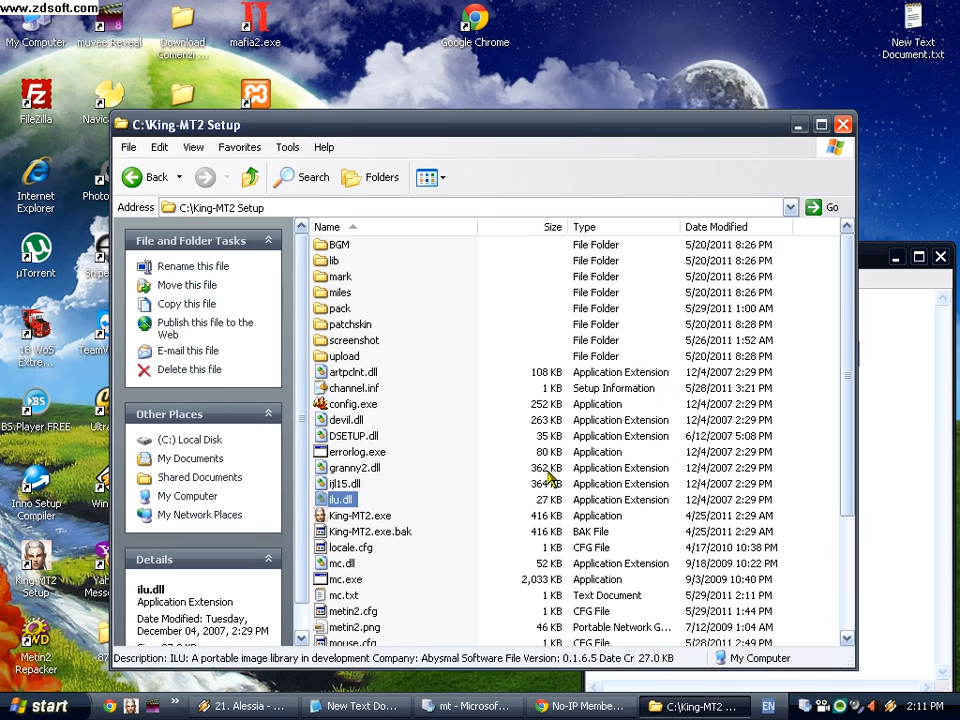 www.zdsoft.com
My Computer
muvee Reveal
Download
mafia2.exe
Google Chrome
New Text
Document.txt
FileZilla
Internet
Explorer
µTorrent
BS.Player FREE
Inno Setup
Compiler
King-MT2
Setup
Metin2
Repacker
C:\King-MT2 Setup
File Edit View Favorites Tools Help
Back Search Folders
Address C:\King-MT2 Setup Go
File and Folder Tasks
Rename this file
Move this file
Copy this file
Publish this file to the
Web
E-mail this file
Delete this file
Other Places
(C:) Local Disk
My Documents
Shared Documents
My Computer
My Network Places
Details
ilu.dll
Application Extension
Date Modified: Tuesday,
December 04, 2007, 2:29 PM
Name Size Type Date Modified
BGM File Folder 5/20/2011 8:26 PM
lib File Folder 5/20/2011 8:26 PM
mark File Folder 5/20/2011 8:26 PM
miles File Folder 5/20/2011 8:26 PM
pack File Folder 5/29/2011 1:00 AM
patchskin File Folder 5/20/2011 8:28 PM
screenshot File Folder 5/26/2011 1:52 AM
upload File Folder 5/20/2011 8:28 PM
artpclnt.dll 108 KB Application Extension 12/4/2007 2:29 PM
channel.inf 1 KB Setup Information 5/28/2011 3:21 PM
config.exe 252 KB Application 12/4/2007 2:29 PM
devil.dll 263 KB Application Extension 12/4/2007 2:29 PM
DSETUP.dll 35 KB Application Extension 6/12/2007 5:08 PM
errorlog.exe 80 KB Application 12/4/2007 2:29 PM
granny2.dll 362 KB Application Extension 12/4/2007 2:29 PM
ijl15.dll 364 KB Application Extension 12/4/2007 2:29 PM
ilu.dll 27 KB Application Extension 12/4/2007 2:29 PM
King-MT2.exe 416 KB Application 4/25/2011 2:29 AM
King-MT2.exe.bak 416 KB BAK File 4/25/2011 2:29 AM
locale.cfg 1 KB CFG File 4/17/2010 10:38 PM
mc.dll 52 KB Application Extension 9/18/2009 10:22 PM
mc.exe 2,033 KB Application 9/3/2009 10:40 PM
mc.txt 1 KB Text Document 5/29/2011 2:11 PM
metin2.cfg 1 KB CFG File 5/29/2011 1:44 PM
metin2.png 46 KB Portable Network G... 7/12/2009 1:04 AM
mouse.cfg 1 KB CFG File 5/28/2011 2:49 PM
Description: ILU: A portable image library in development Company: Abysmal Software File Version: 0.1.6.5 Date Cr 27.0 KB My Computer
start 21. Alessia - ... New Text Do... mt - Microsof... No-IP Membe... C:\King-MT2 ... EN 2:11 PM